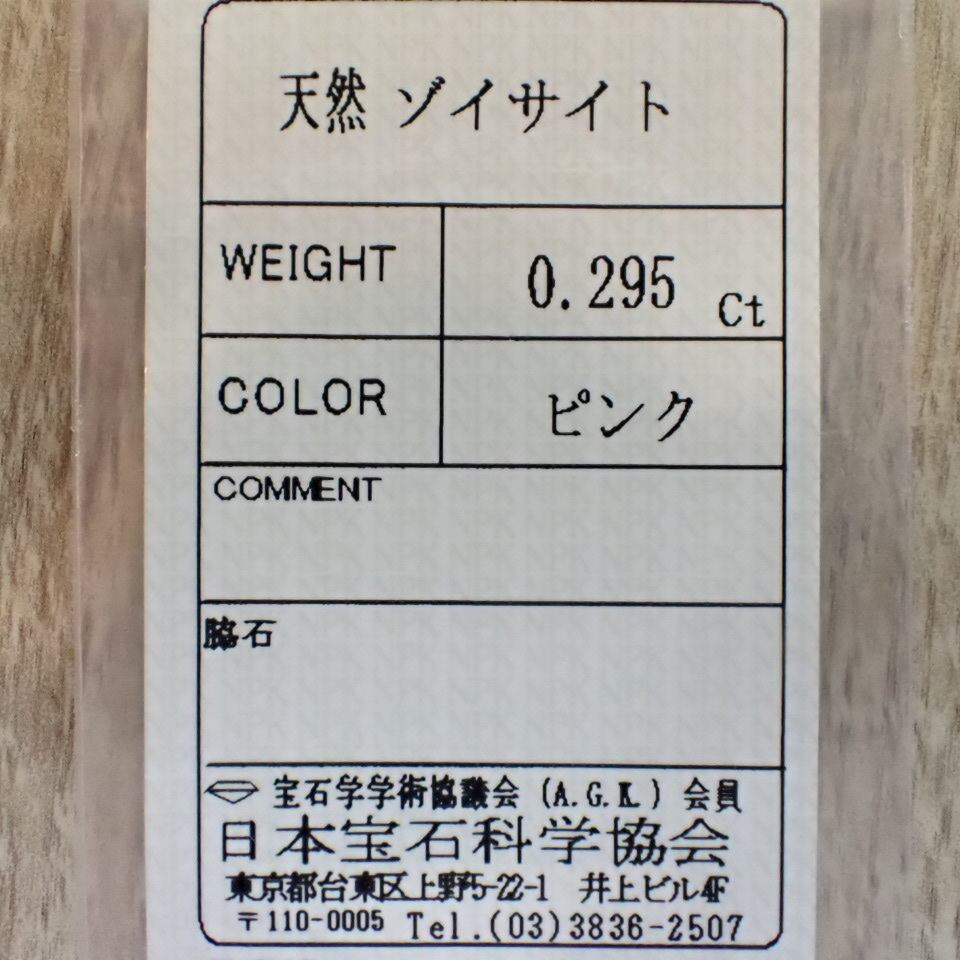 天然 ゾイサイト
WEIGHT 0.295 Ct
COLOR ピンク
COMMENT
脇石
宝石学学術協議会 (A.G.K.) 会員
日本宝石科学協会
東京都台東区上野5-22-1 井上ビル4F
〒110-0005 Tel.(03)3836-2507